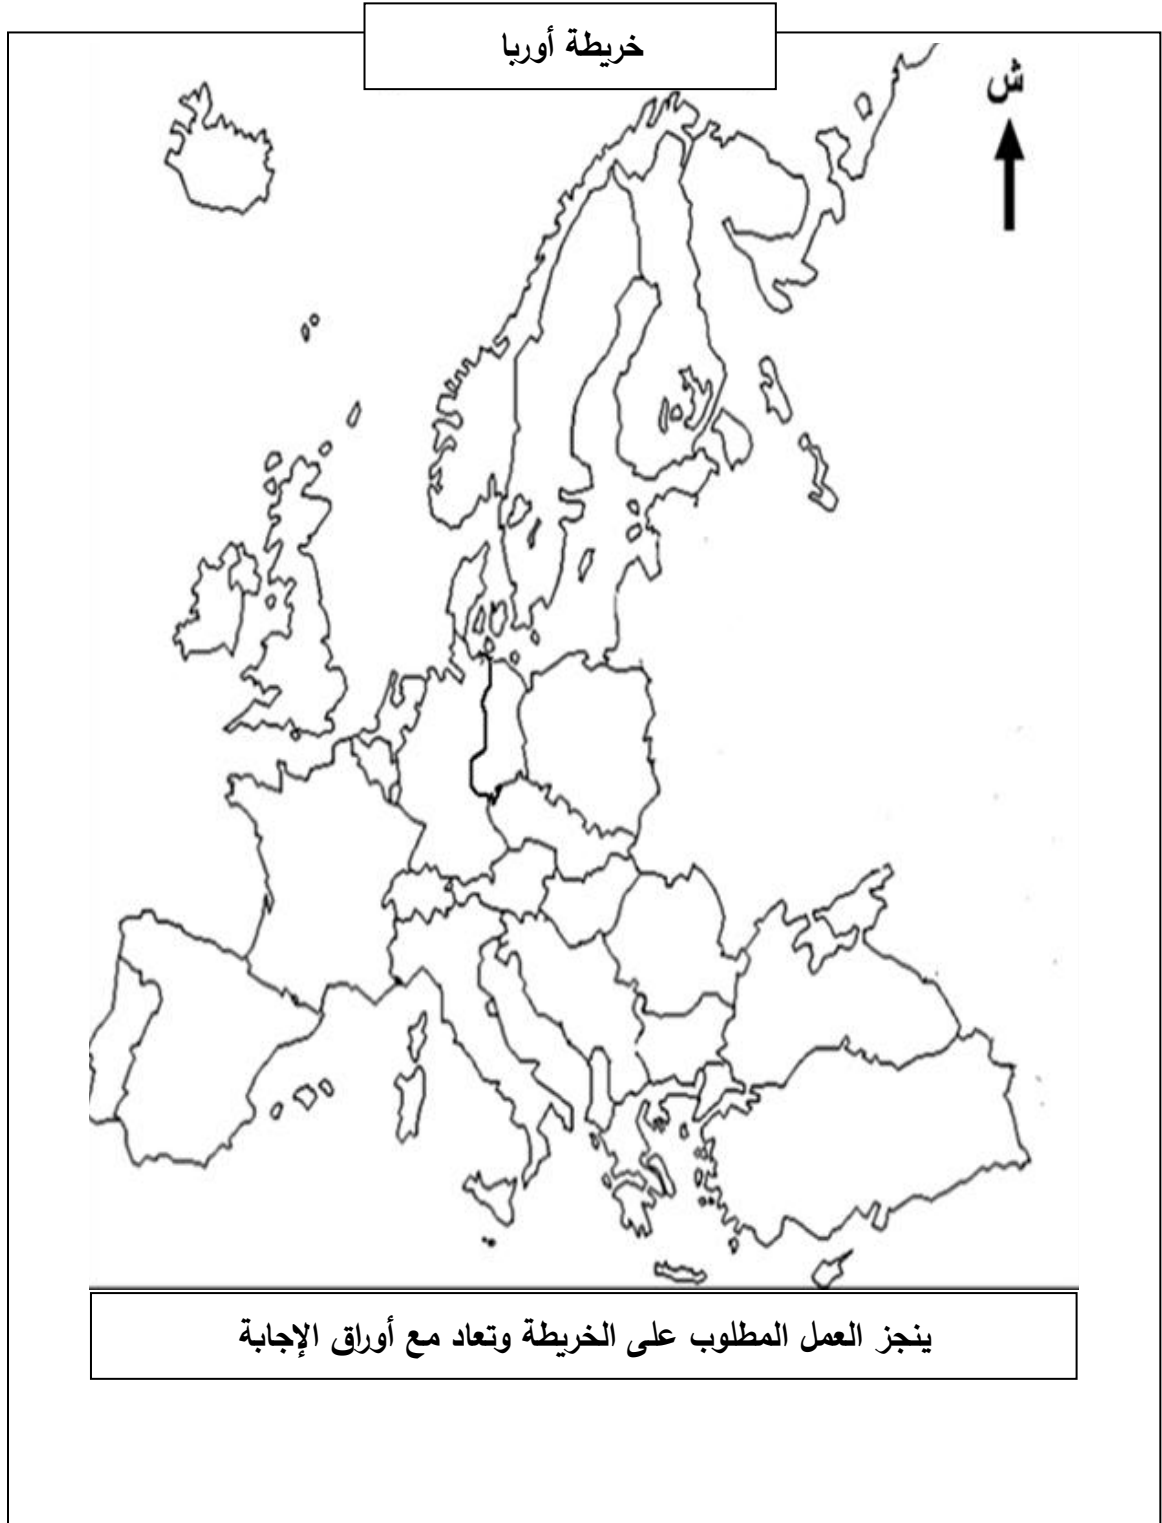 خريطة أوربا
ش
ينجز العمل المطلوب على الخريطة وتعاد مع أوراق الإجابة